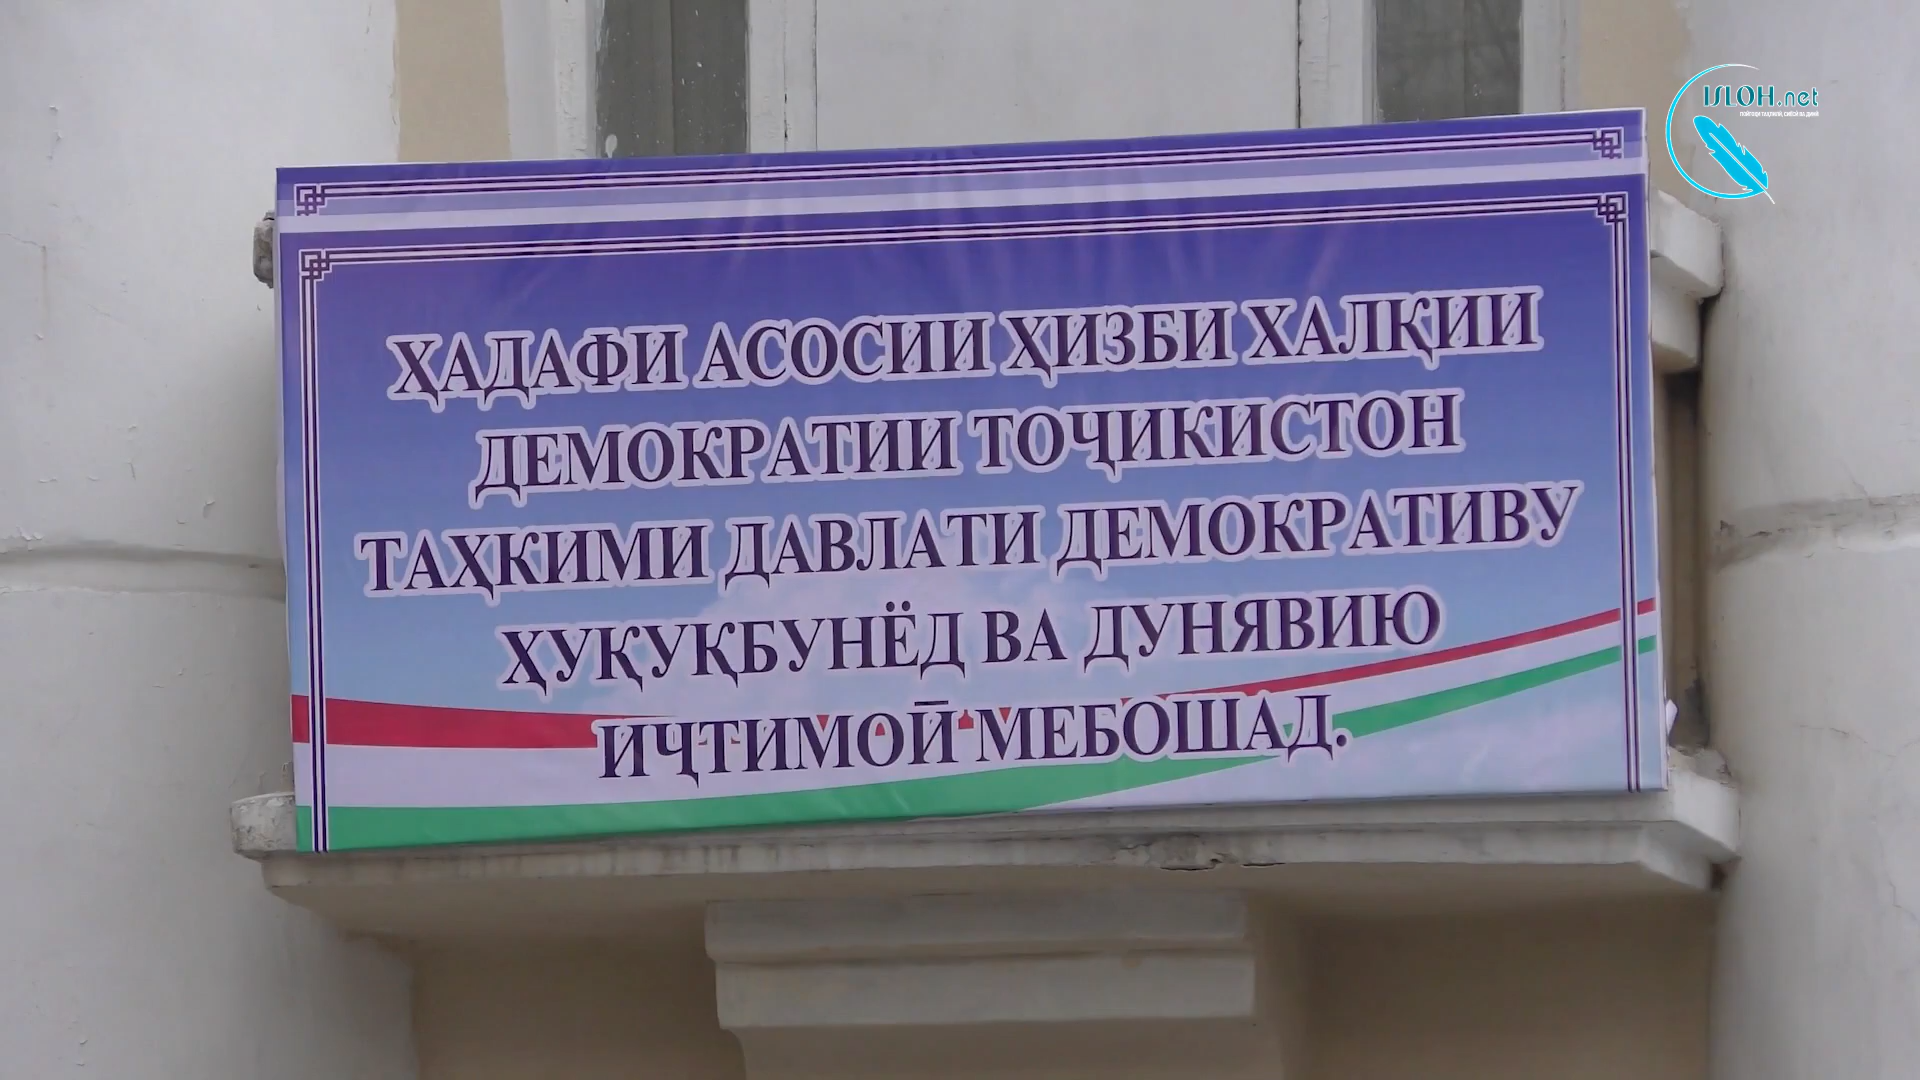 ISLOH.net
ҲАДАФИ АСОСИИ ҲИЗБИ ХАЛҚИИ
ДЕМОКРАТИИ ТОҶИКИСТОН
ТАҲКИМИ ДАВЛАТИ ДЕМОКРАТИВУ
ҲУҚУҚБУНЁД ВА ДУНЯВИЮ
ИҶТИМОӢ МЕБОШАД.